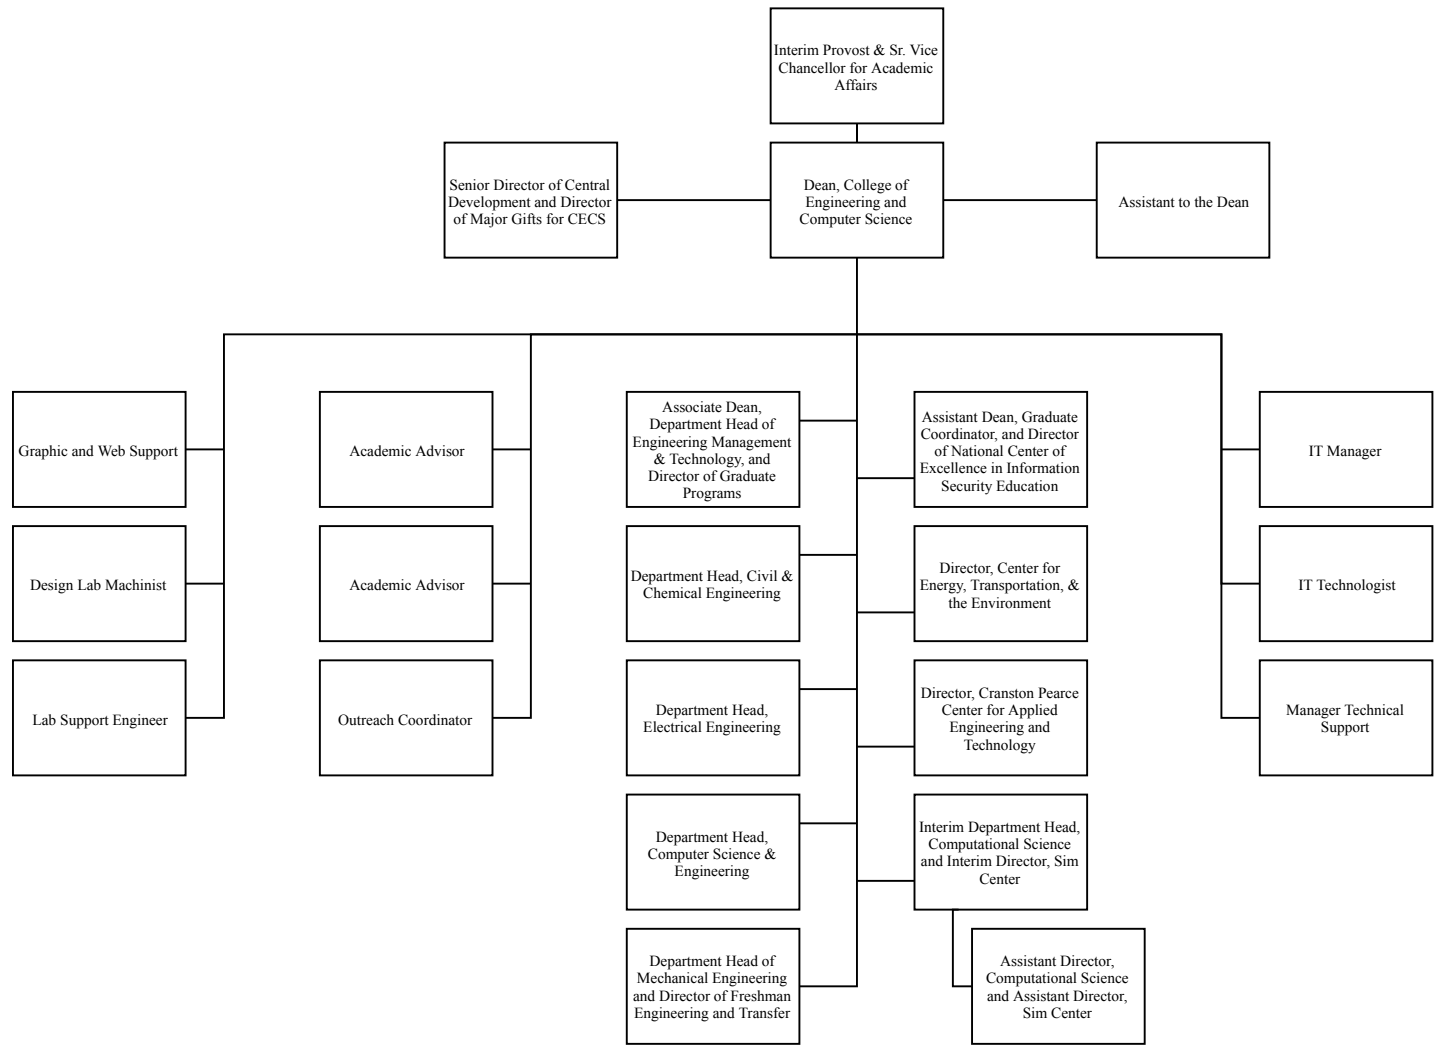 Interim Provost & Sr. Vice
Chancellor for Academic
Affairs
Senior Director of Central
Development and Director
of Major Gifts for CECS
Dean, College of
Engineering and
Computer Science
Assistant to the Dean
Graphic and Web Support
Academic Advisor
Associate Dean,
Department Head of
Engineering Management
& Technology, and
Director of Graduate
Programs
Assistant Dean, Graduate
Coordinator, and Director
of National Center of
Excellence in Information
Security Education
IT Manager
Design Lab Machinist
Academic Advisor
Department Head, Civil &
Chemical Engineering
Director, Center for
Energy, Transportation, &
the Environment
IT Technologist
Lab Support Engineer
Outreach Coordinator
Department Head,
Electrical Engineering
Director, Cranston Pearce
Center for Applied
Engineering and
Technology
Manager Technical
Support
Department Head,
Computer Science &
Engineering
Interim Department Head,
Computational Science
and Interim Director, Sim
Center
Department Head of
Mechanical Engineering
and Director of Freshman
Engineering and Transfer
Assistant Director,
Computational Science
and Assistant Director,
Sim Center